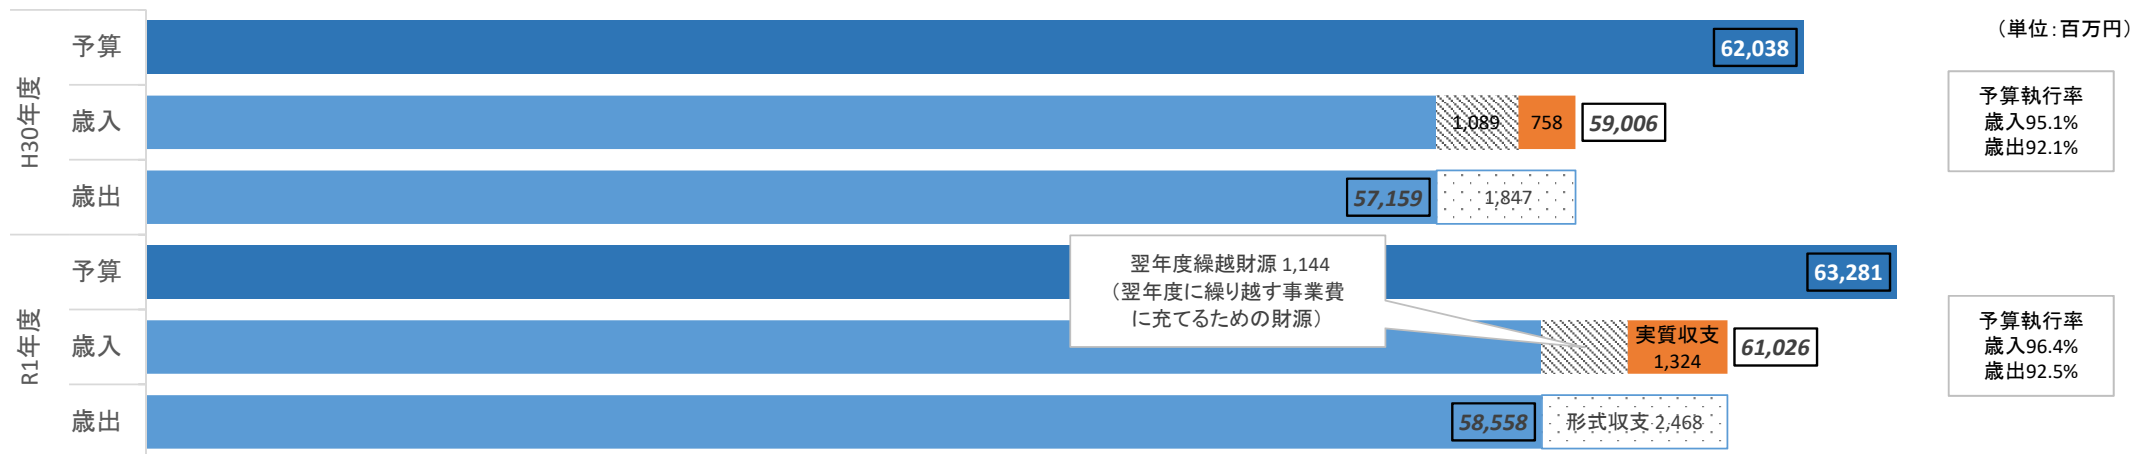 (単位:百万円)
H30年度
予算
62,038
歳入
1,089
758
59,006
歳出
57,159
1,847
予算執行率
歳入95.1%
歳出92.1%
R1年度
予算
63,281
翌年度繰越財源 1,144
(翌年度に繰り越す事業費
に充てるための財源)
歳入
実質収支
1,324
61,026
歳出
58,558
形式収支 2,468
予算執行率
歳入96.4%
歳出92.5%